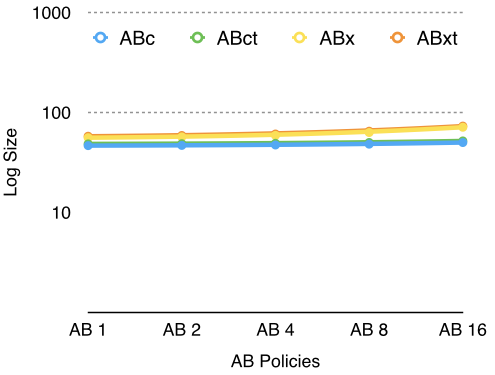 1000
ABc ABct ABx ABxt
100
Log Size
10
AB 1 AB 2 AB 4 AB 8 AB 16
AB Policies